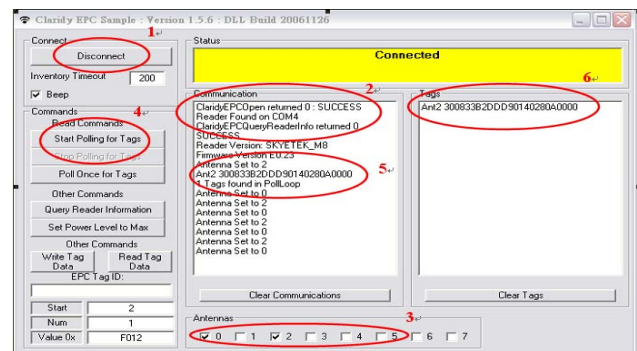 Claridy EPC Sample : Version 1.5.6 : DLL Build 20061126
Connect
1
Disconnect
Inventory Timeout 200
Beep
Status
Connected
Commands
4
Read Commands
Start Polling for Tags
Stop Polling for Tags
Poll Once for Tags
Other Commands
Query Reader Information
Set Power Level to Max
Other Commands
Write Tag Data
Read Tag Data
EPC Tag ID:
Start 2
Num 1
Value 0x F012
Communication
2
ClaridyEPCOpen returned 0 : SUCCESS
Reader Found on COM4
ClaridyEPCQueryReaderInfo returned 0
SUCCESS
Reader Version: SKYETEK_M8
Firmware Version E0.23
Antenna Set to 2
5
Ant2 300833B2DDD90140280A0000
1 Tags found in PollLoop
Antenna Set to 0
Antenna Set to 2
Antenna Set to 0
Antenna Set to 2
Antenna Set to 0
Antenna Set to 2
Antenna Set to 0
Clear Communications
6
Tags
Ant2 300833B2DDD90140280A0000
Clear Tags
Antennas
3
0 1 2 3 4 5 6 7